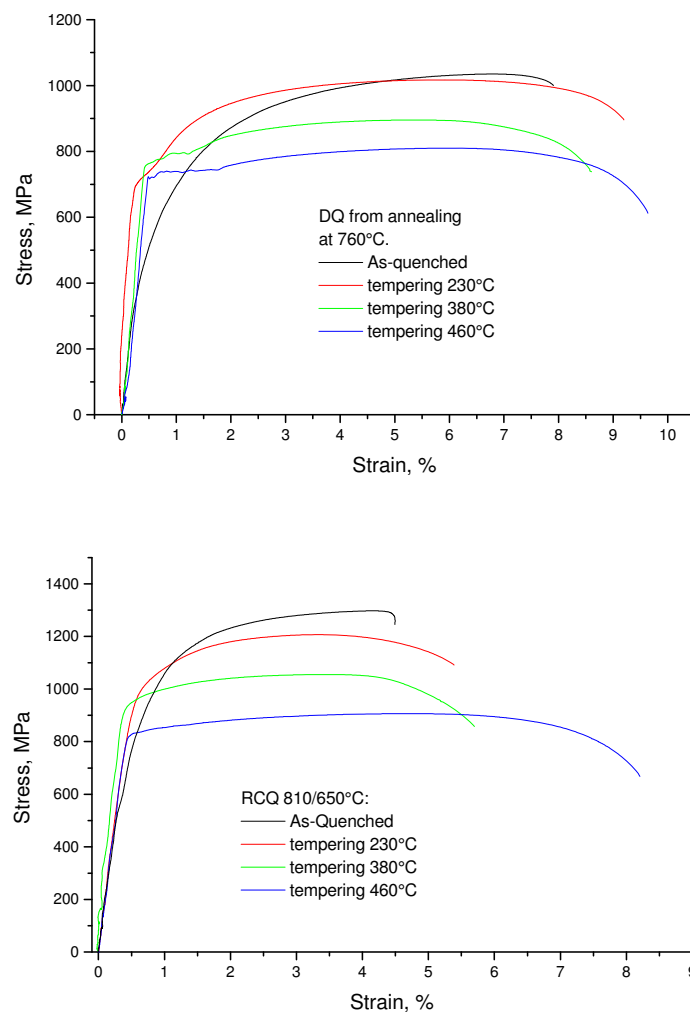 1200
1000
800
600
400
200
0
Stress, MPa
DQ from annealing
at 760°C.
As-quenched
tempering 230°C
tempering 380°C
tempering 460°C
0 1 2 3 4 5 6 7 8 9 10
Strain, %
1400
1200
1000
800
600
400
200
0
Stress, MPa
RCQ 810/650°C:
As-Quenched
tempering 230°C
tempering 380°C
tempering 460°C
0 1 2 3 4 5 6 7 8 9
Strain, %